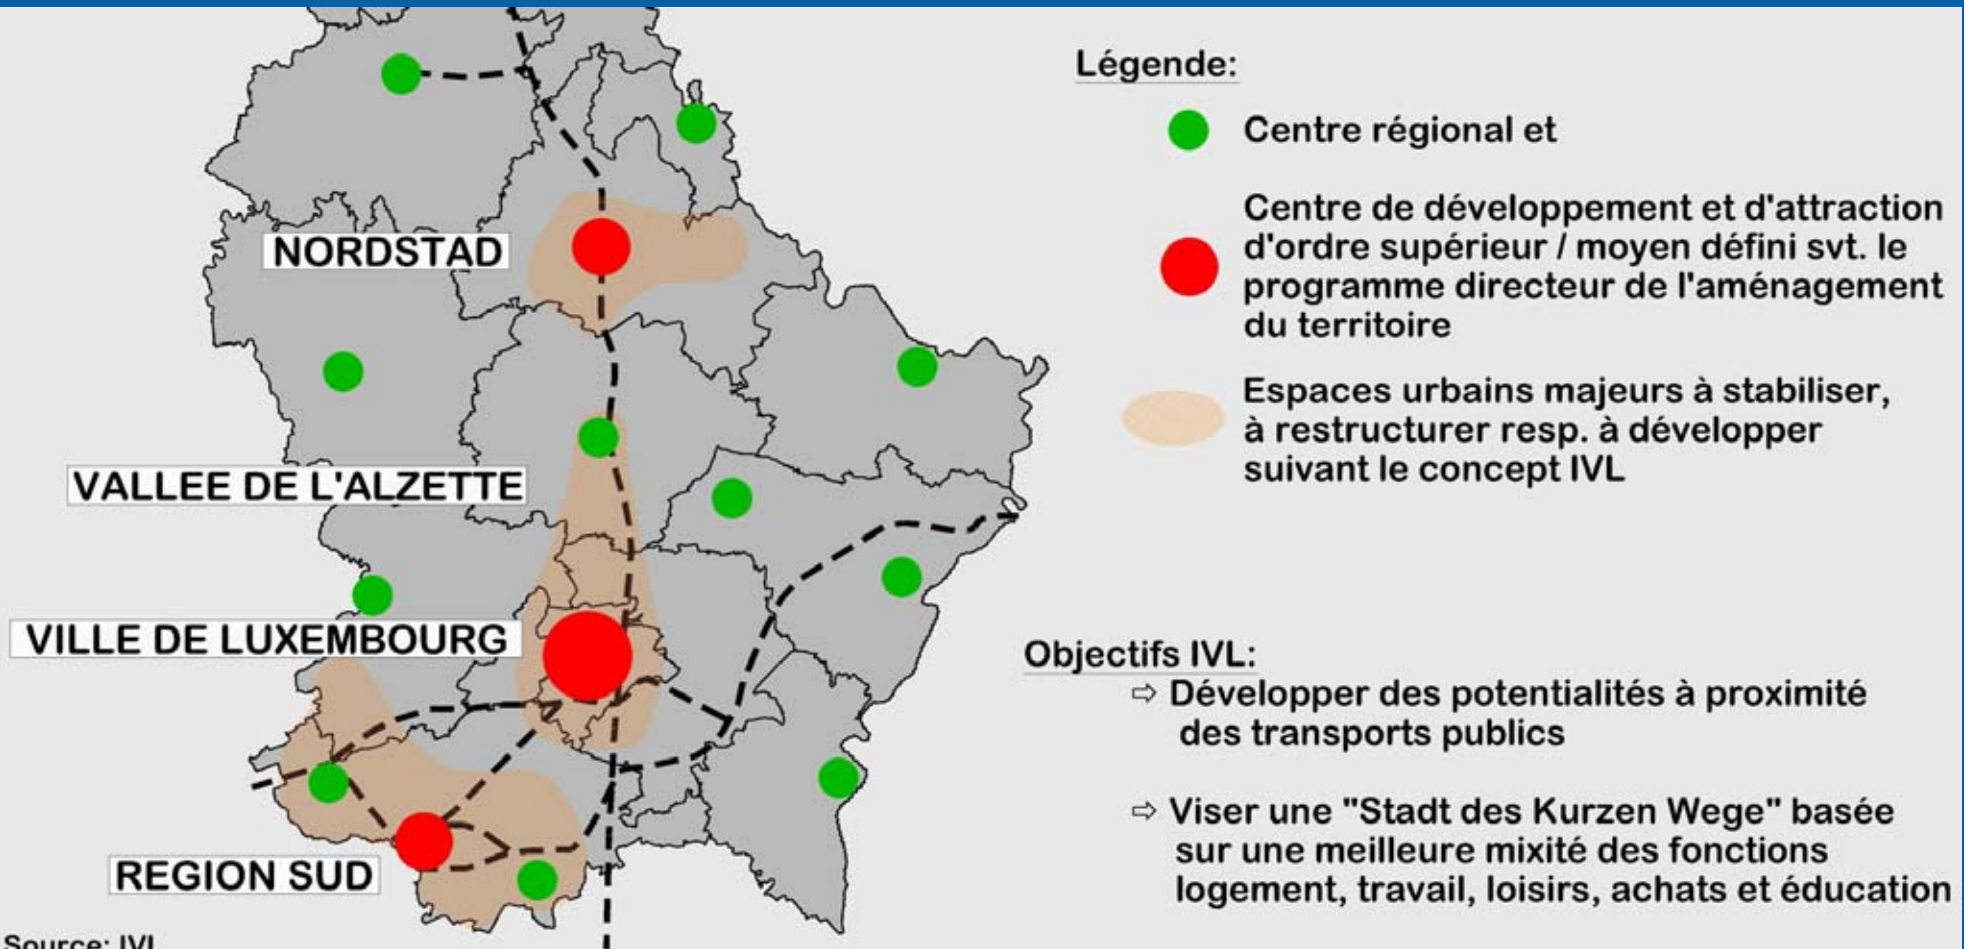 Légende:
Centre régional et
Centre de développement et d'attraction
d'ordre supérieur / moyen défini svt. le
programme directeur de l'aménagement
du territoire
Espaces urbains majeurs à stabiliser,
à restructurer resp. à développer
suivant le concept IVL
NORDSTAD
VALLEE DE L'ALZETTE
VILLE DE LUXEMBOURG
REGION SUD
Objectifs IVL:
⇨ Développer des potentialités à proximité
des transports publics
⇨ Viser une "Stadt des Kurzen Wege" basée
sur une meilleure mixité des fonctions
logement, travail, loisirs, achats et éducation
Source: IVL